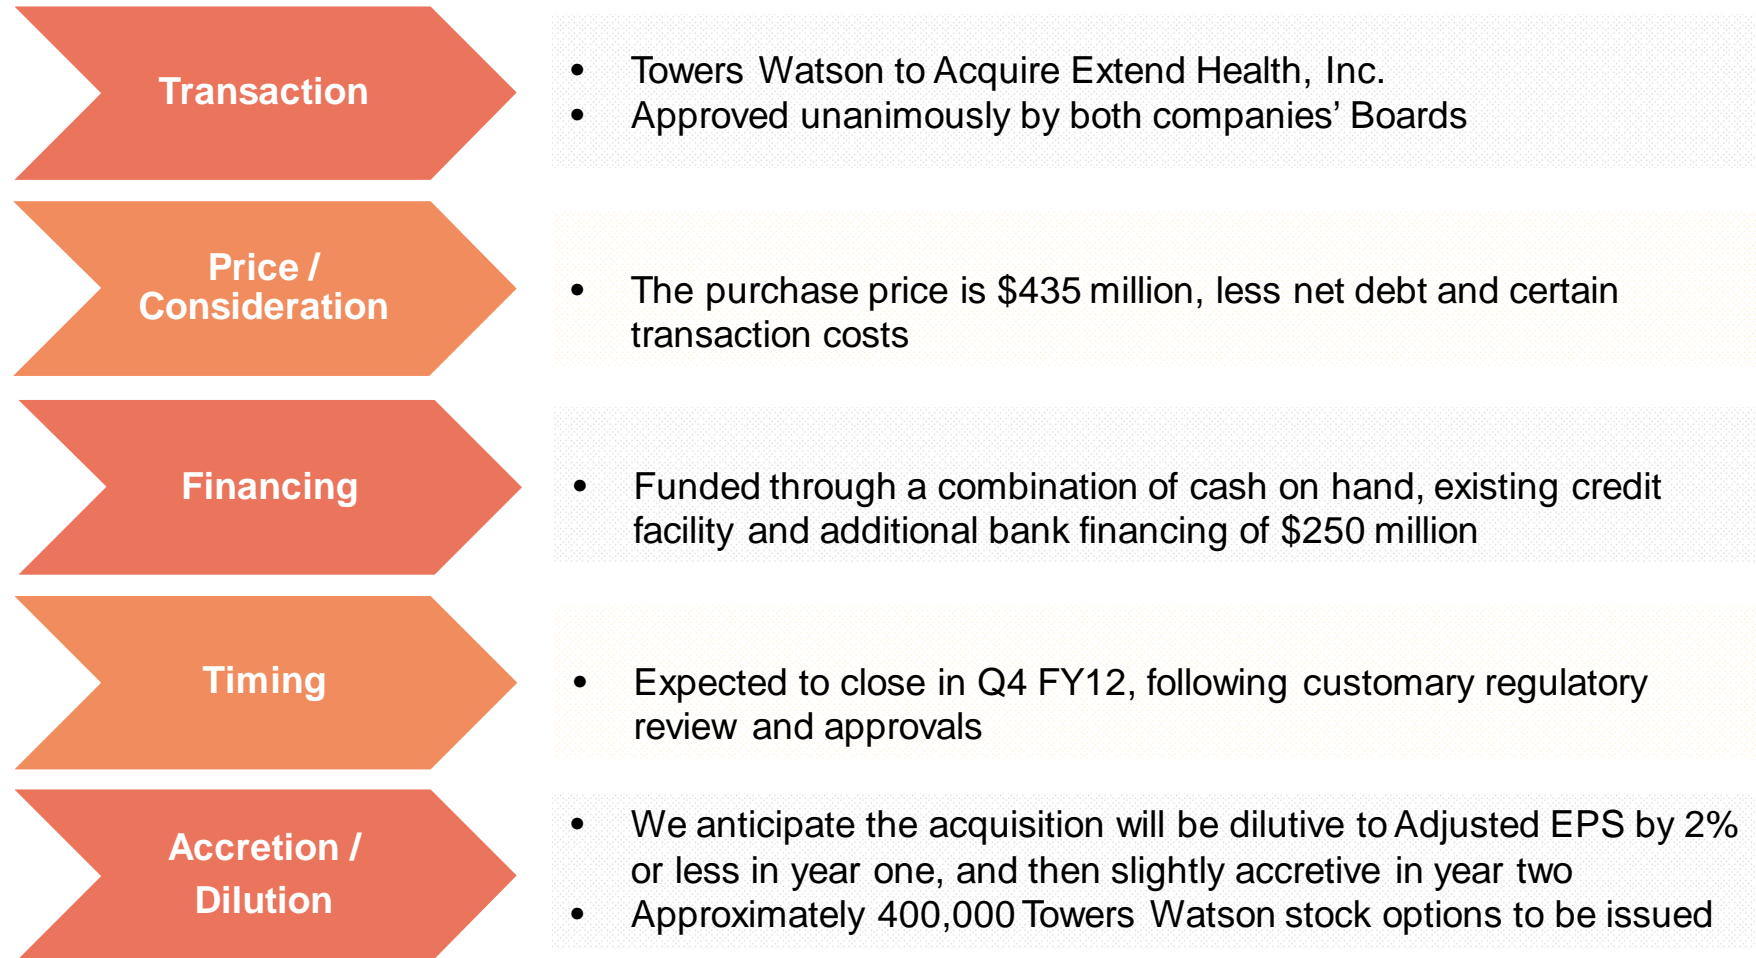 Transaction
• Towers Watson to Acquire Extend Health, Inc.
• Approved unanimously by both companies’ Boards
Price /
Consideration
• The purchase price is $435 million, less net debt and certain
transaction costs
Financing
• Funded through a combination of cash on hand, existing credit
facility and additional bank financing of $250 million
Timing
• Expected to close in Q4 FY12, following customary regulatory
review and approvals
Accretion /
Dilution
• We anticipate the acquisition will be dilutive to Adjusted EPS by 2%
or less in year one, and then slightly accretive in year two
• Approximately 400,000 Towers Watson stock options to be issued